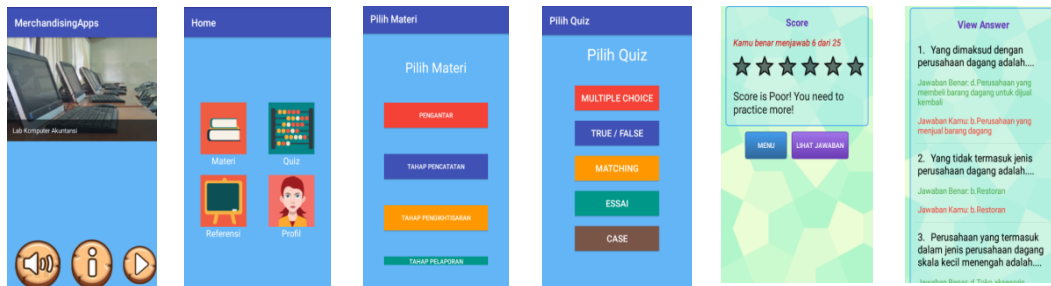 MerchandisingApps
Lab Komputer Akuntansi
Home
Materi
Quiz
Referensi
Profil
Pilih Materi
Pilih Materi
PENGANTAR
TAHAP PENCATATAN
TAHAP PENGIKHTISARAN
TAHAP PELAPORAN
Pilih Quiz
Pilih Quiz
MULTIPLE CHOICE
TRUE / FALSE
MATCHING
ESSAI
CASE
Score
Kamu benar menjawab 6 dari 25
Score is Poor! You need to
practice more!
MENU
LIHAT JAWABAN
View Answer
1. Yang dimaksud dengan
perusahaan dagang adalah....
Jawaban Benar: d.Perusahaan yang
membeli barang dagang untuk dijual
kembali
Jawaban Kamu: b.Perusahaan yang
menjual barang dagang
2. Yang tidak termasuk jenis
perusahaan dagang adalah....
Jawaban Benar: b.Restoran
Jawaban Kamu: b.Restoran
3. Perusahaan yang termasuk
dalam jenis perusahaan dagang
skala kecil menengah adalah....
Jawaban Benar: d.Toko